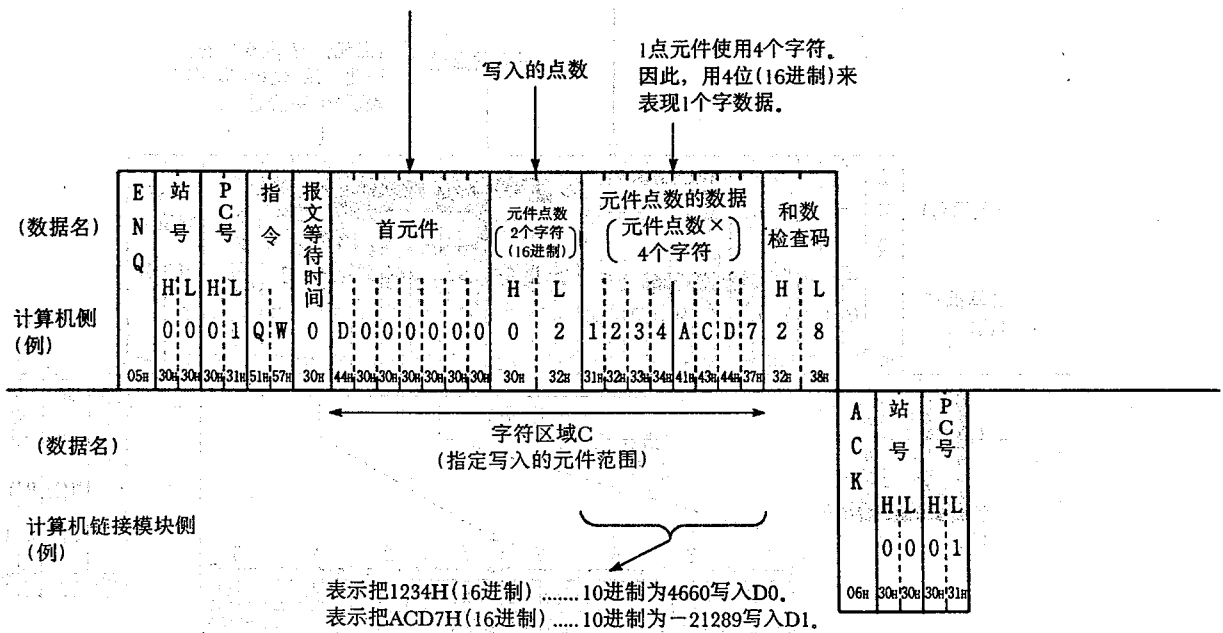 写入的点数
1点元件使用4个字符。
因此，用4位(16进制)来
表现1个字数据。
(数据名)
ENQ 站号 PC号 指令 报文等待时间 首元件 元件点数 2个字符 (16进制) 元件点数的数据 元件点数× 4个字符 和数检查码
H L H L H L H L
计算机侧
(例)
0 0 0 1 Q W 0 D 0 0 0 0 0 0 0 2 1 2 3 4 A C D 7 2 8
05H 30H 30H 30H 31H 51H 57H 30H 44H 30H 30H 30H 30H 30H 30H 30H 32H 31H 32H 33H 34H 41H 43H 44H 37H 32H 38H
(数据名)
字符区域C
(指定写入的元件范围)
ACK 站号 PC号
H L H L
计算机链接模块侧
(例)
0 0 0 1
06H 30H 30H 30H 31H
表示把1234H(16进制) ....... 10进制为4660写入D0。
表示把ACD7H(16进制) ..... 10进制为－21289写入D1。